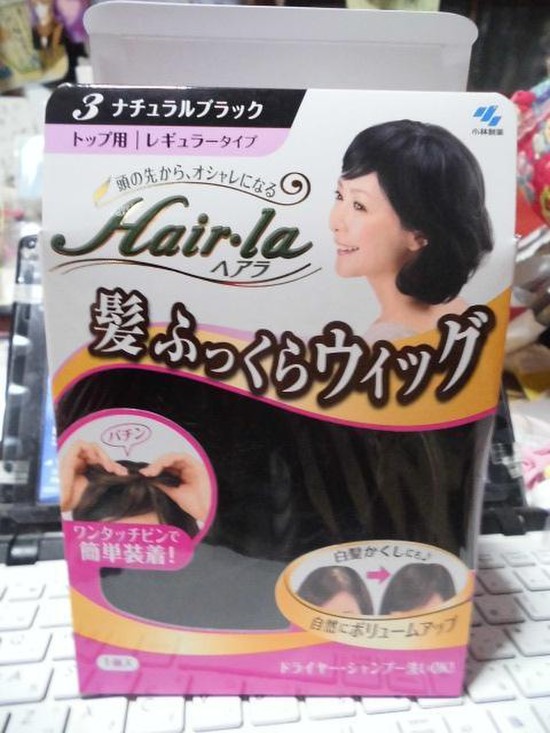 3 ナチュラルブラック
トップ用 レギュラータイプ
小林製薬
頭の先から、オシャレになる
Hair・la
ヘアラ
髪ふっくらウィッグ
パチン
ワンタッチピンで
簡単装着!
白髪かくしにも♪
自然にボリュームアップ
1個入
ドライヤー・シャンプー洗いOK!